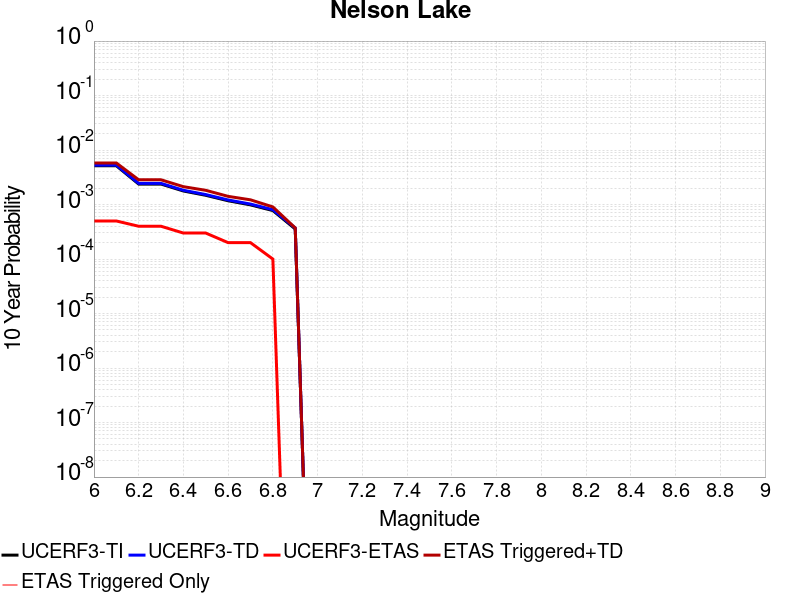 Nelson Lake
10^0
10^-1
10^-2
10^-3
10^-4
10^-5
10^-6
10^-7
10^-8
10 Year Probability
6 6.2 6.4 6.6 6.8 7 7.2 7.4 7.6 7.8 8 8.2 8.4 8.6 8.8 9
Magnitude
UCERF3-TI UCERF3-TD UCERF3-ETAS ETAS Triggered+TD
ETAS Triggered Only